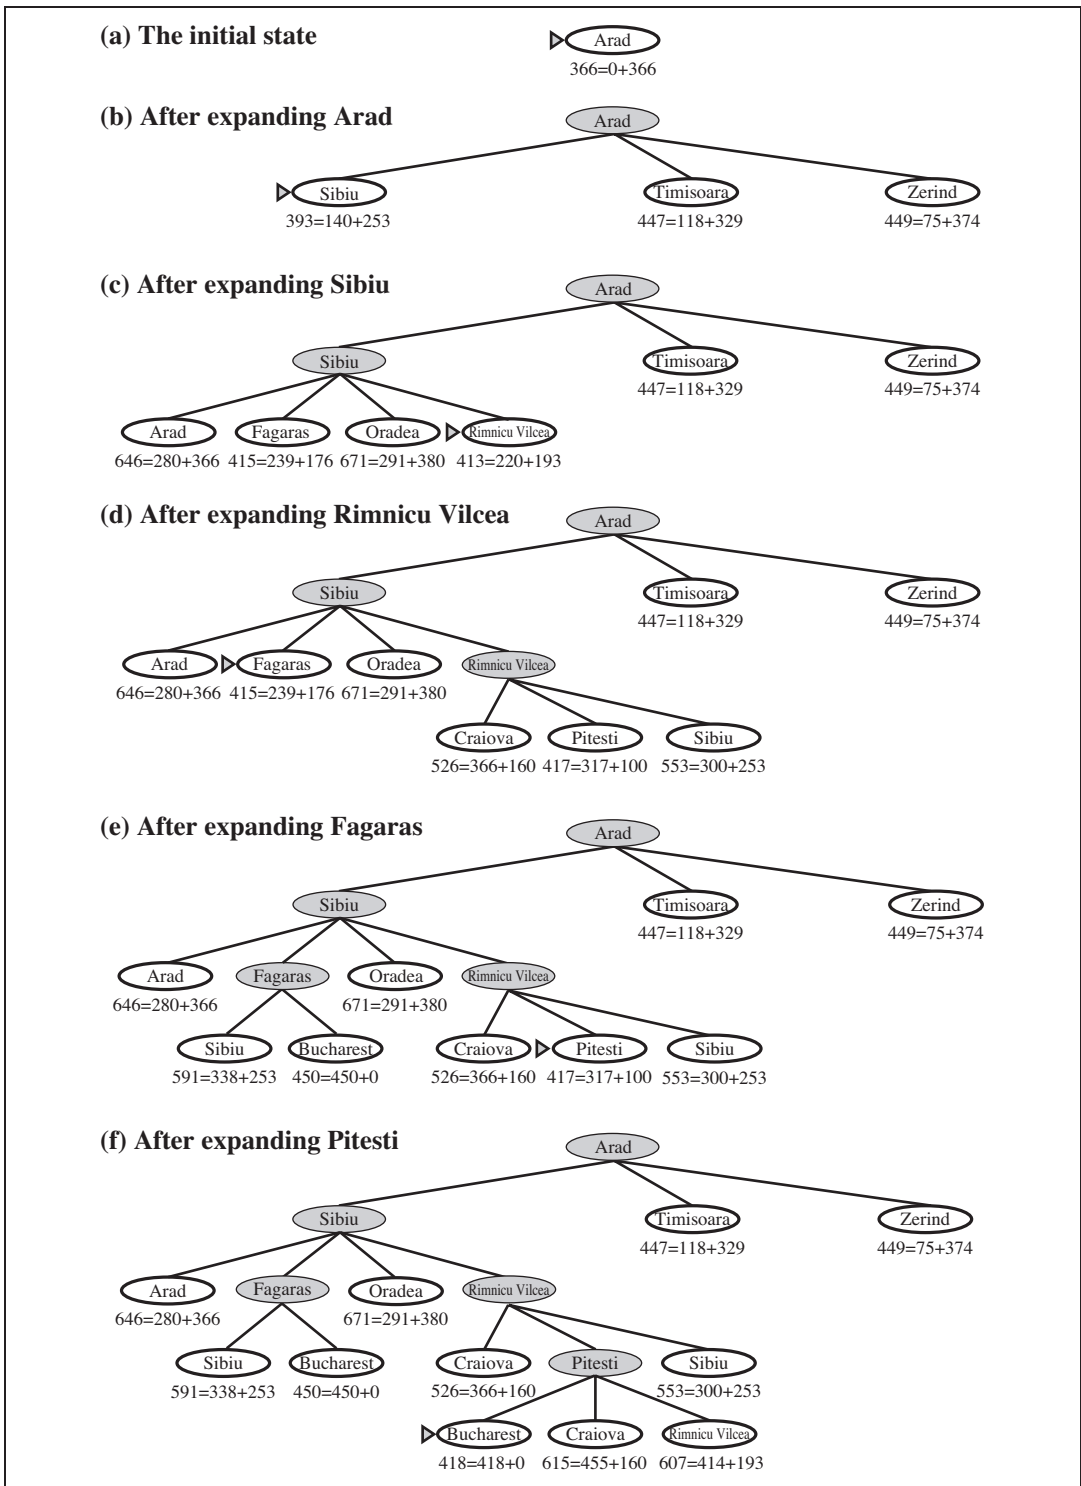 (a) The initial state
Arad
366=0+366
(b) After expanding Arad
Arad
Sibiu Timisoara Zerind
393=140+253 447=118+329 449=75+374
(c) After expanding Sibiu
Arad
Sibiu Timisoara Zerind
447=118+329 449=75+374
Arad Fagaras Oradea Rimnicu Vilcea
646=280+366 415=239+176 671=291+380 413=220+193
(d) After expanding Rimnicu Vilcea
Arad
Sibiu Timisoara Zerind
447=118+329 449=75+374
Arad Fagaras Oradea Rimnicu Vilcea
646=280+366 415=239+176 671=291+380
Craiova Pitesti Sibiu
526=366+160 417=317+100 553=300+253
(e) After expanding Fagaras
Arad
Sibiu Timisoara Zerind
447=118+329 449=75+374
Arad Fagaras Oradea Rimnicu Vilcea
646=280+366 671=291+380
Sibiu Bucharest Craiova Pitesti Sibiu
591=338+253 450=450+0 526=366+160 417=317+100 553=300+253
(f) After expanding Pitesti
Arad
Sibiu Timisoara Zerind
447=118+329 449=75+374
Arad Fagaras Oradea Rimnicu Vilcea
646=280+366 671=291+380
Sibiu Bucharest Craiova Pitesti Sibiu
591=338+253 450=450+0 526=366+160 553=300+253
Bucharest Craiova Rimnicu Vilcea
418=418+0 615=455+160 607=414+193